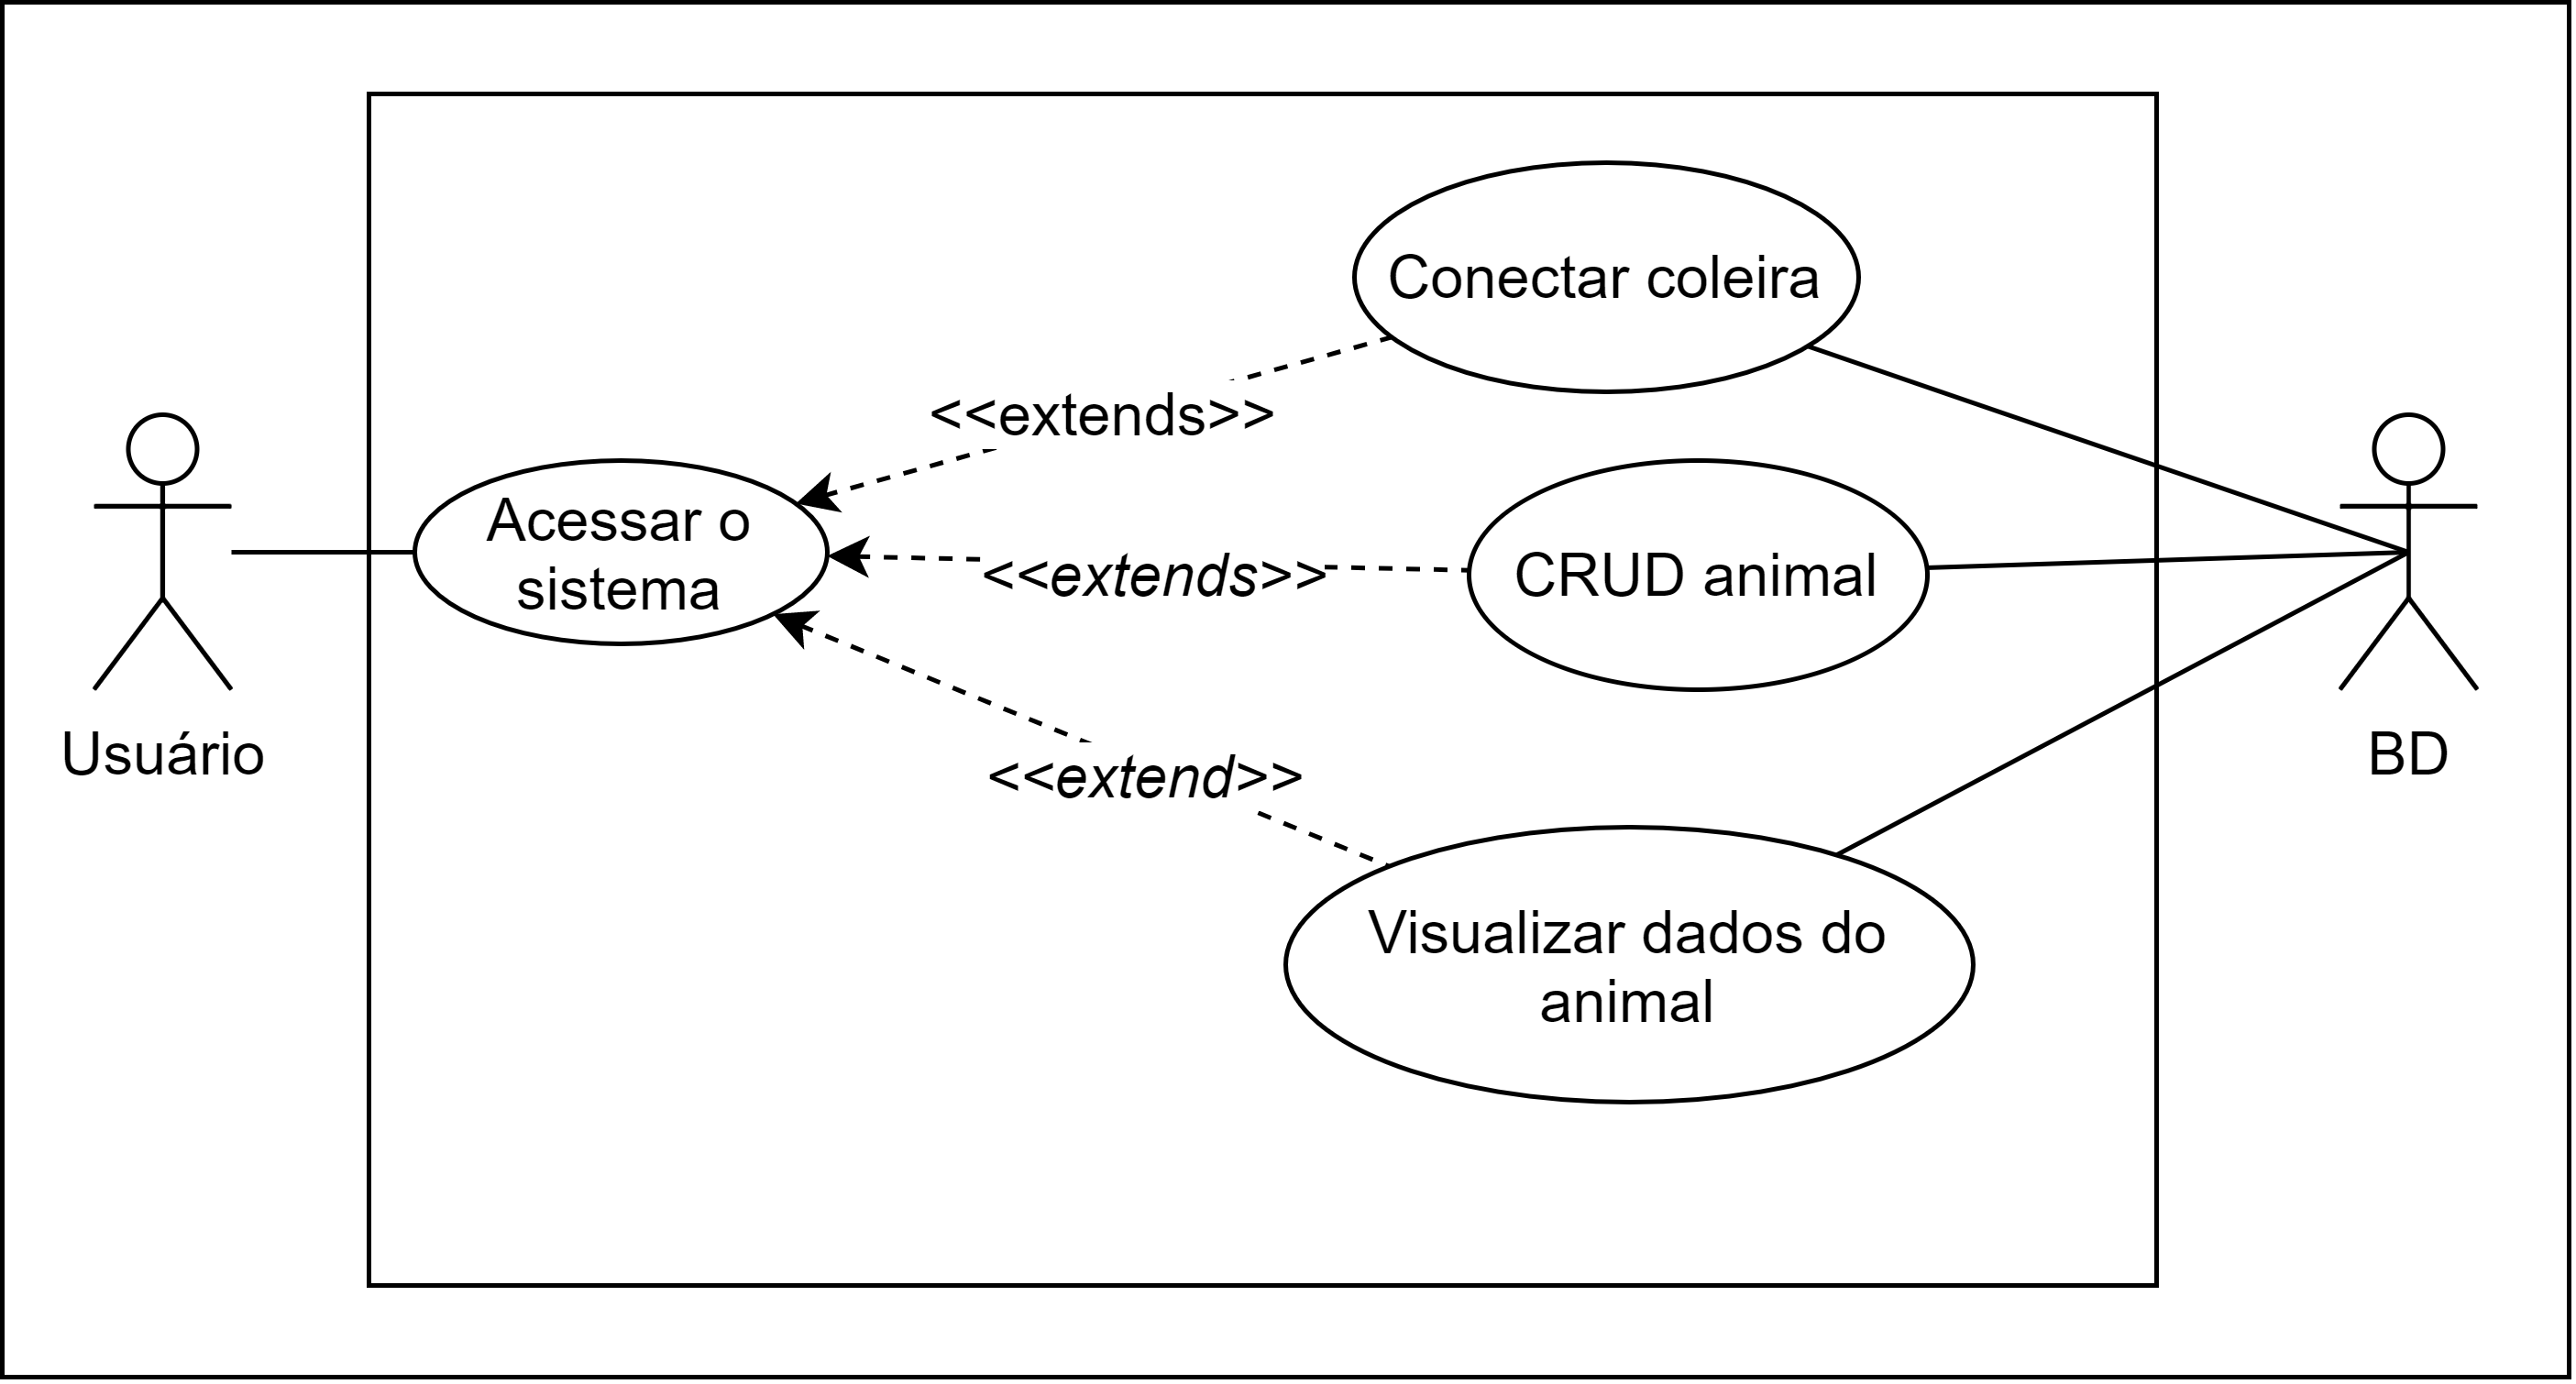 Conectar coleira
<<extends>>
Acessar o
sistema
<<extends>>
CRUD animal
Usuário
<<extend>>
BD
Visualizar dados do
animal